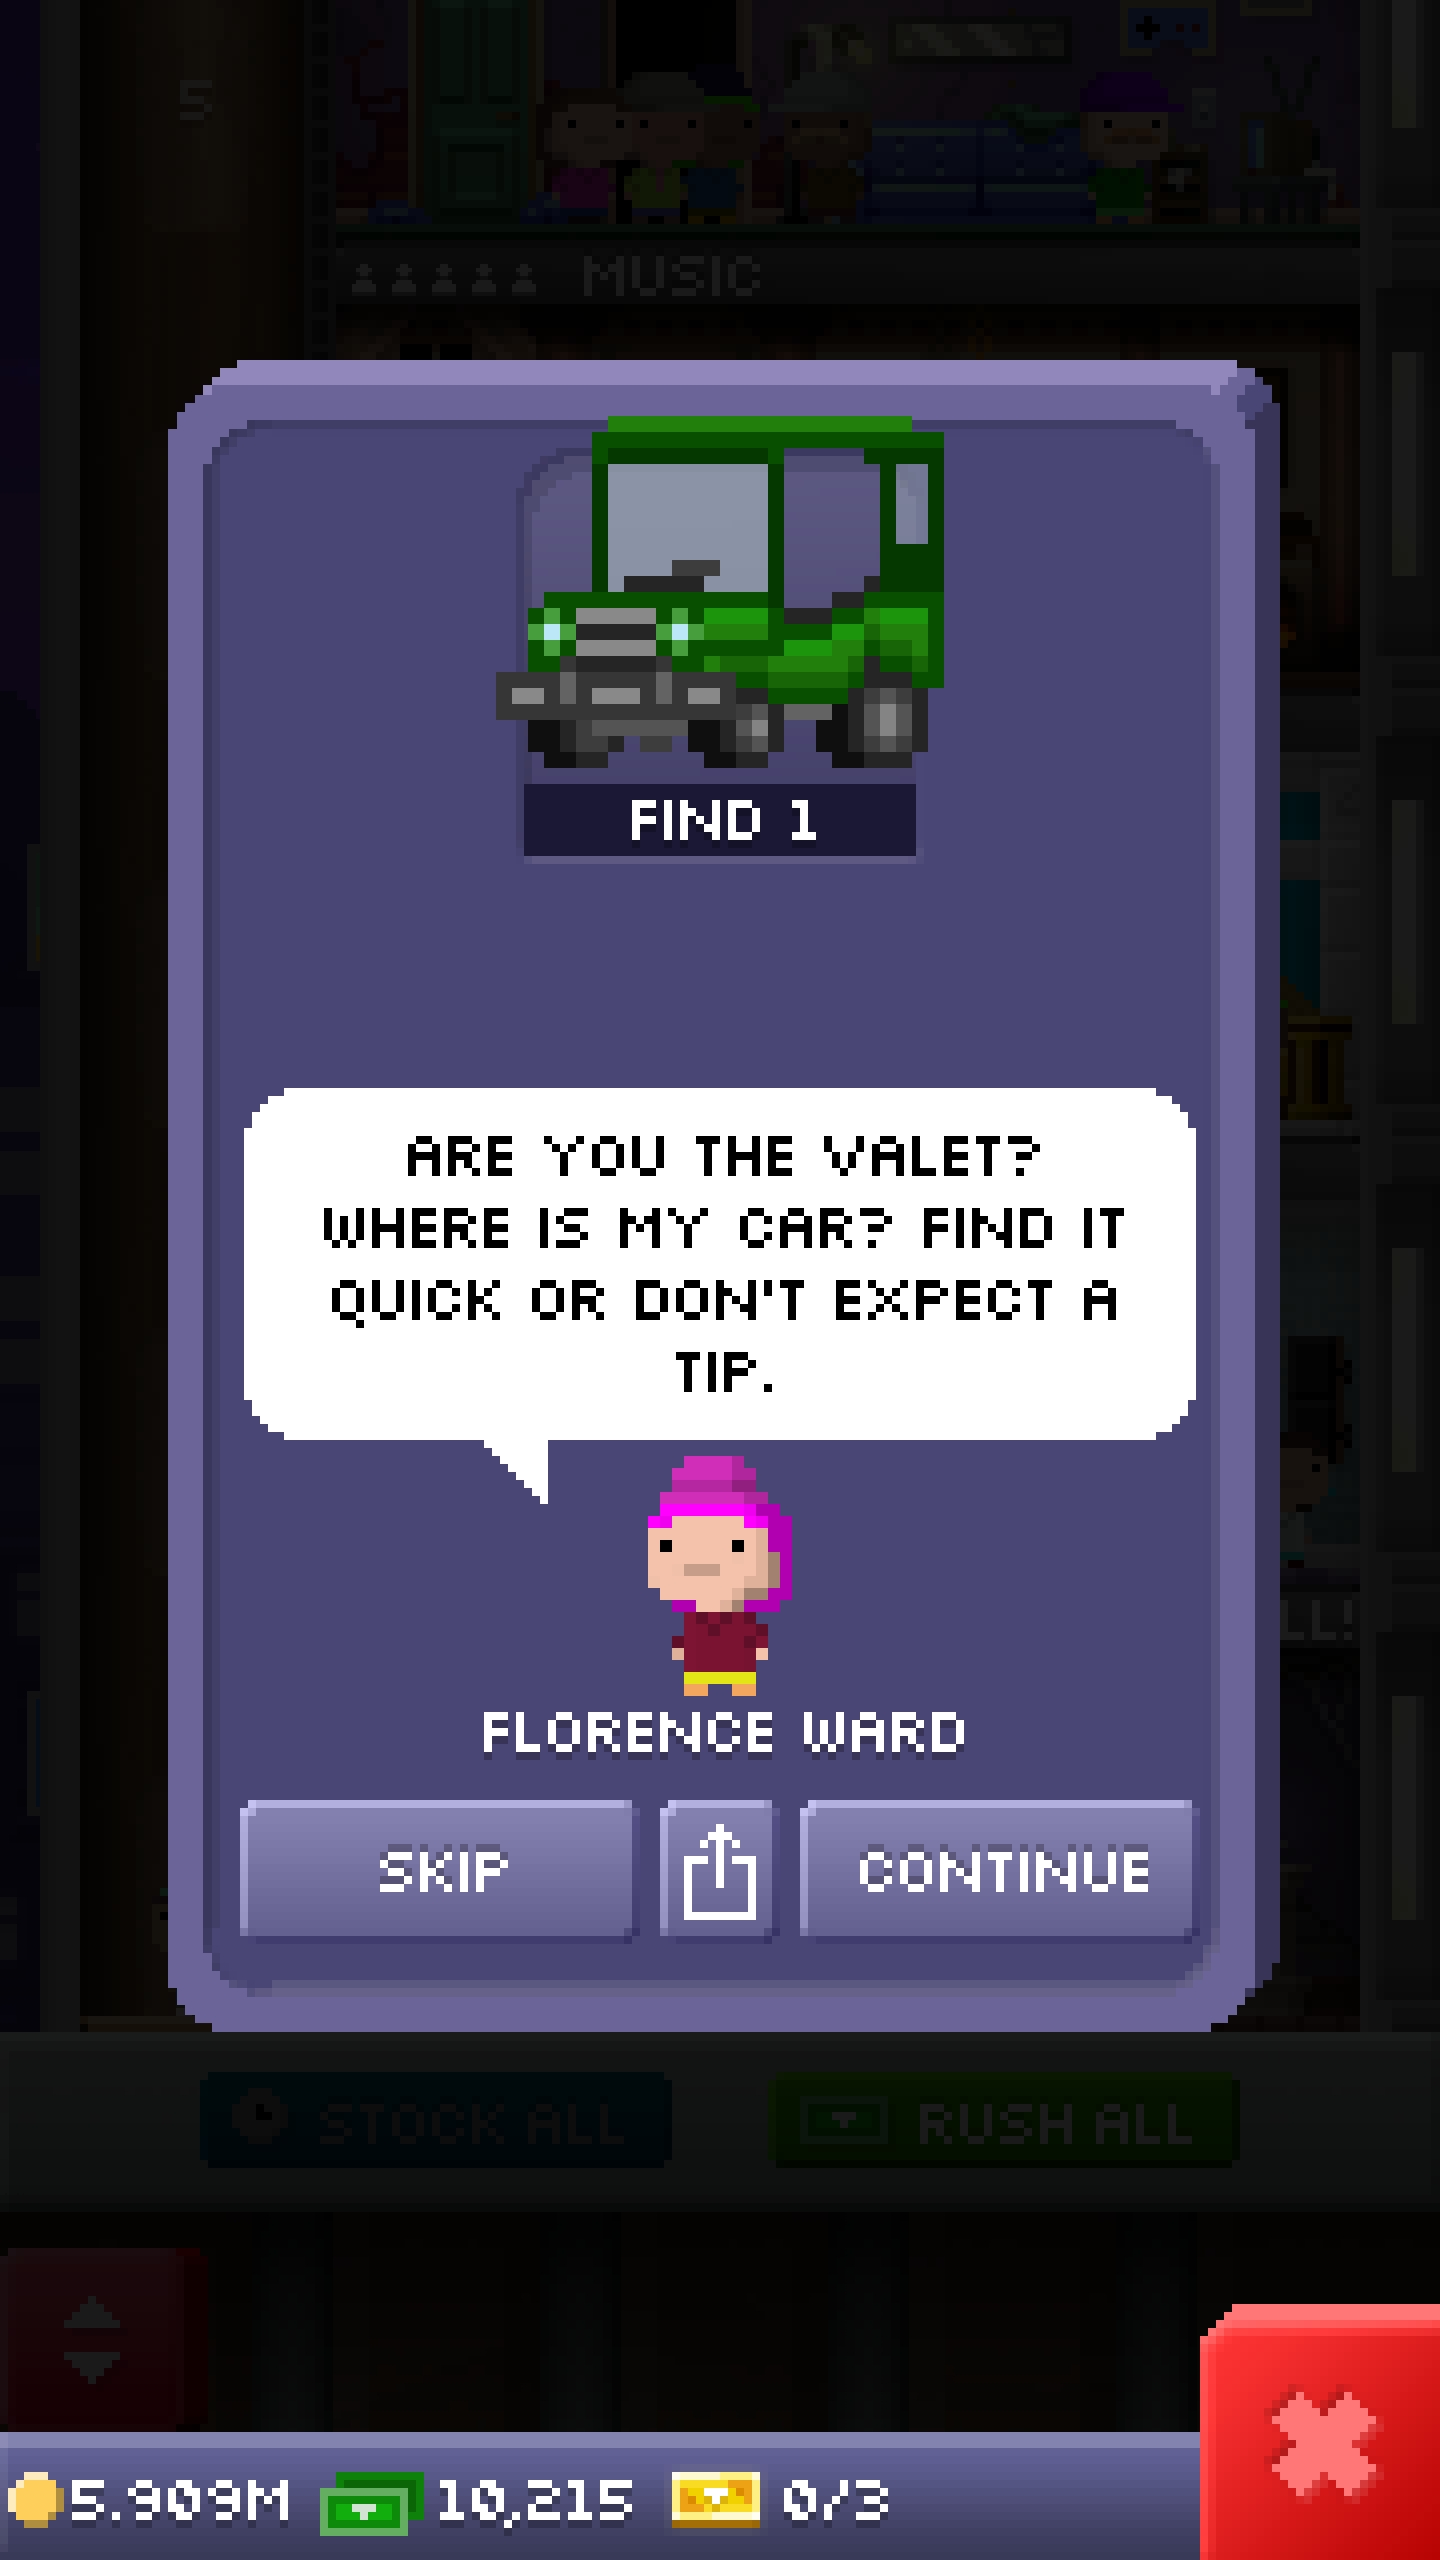 5
MUSIC
FIND 1
ARE YOU THE VALET?
WHERE IS MY CAR? FIND IT
QUICK OR DON'T EXPECT A
TIP.
LL!
FLORENCE WARD
SKIP
CONTINUE
STOCK ALL
RUSH ALL
5.909M
10,215
0/3